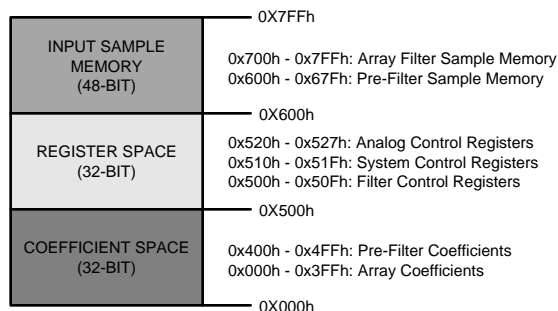 0X7FFh
INPUT SAMPLE
MEMORY
(48-BIT)
0x700h - 0x7FFh: Array Filter Sample Memory
0x600h - 0x67Fh: Pre-Filter Sample Memory
0X600h
REGISTER SPACE
(32-BIT)
0x520h - 0x527h: Analog Control Registers
0x510h - 0x51Fh: System Control Registers
0x500h - 0x50Fh: Filter Control Registers
0X500h
COEFFICIENT SPACE
(32-BIT)
0x400h - 0x4FFh: Pre-Filter Coefficients
0x000h - 0x3FFh: Array Coefficients
0X000h